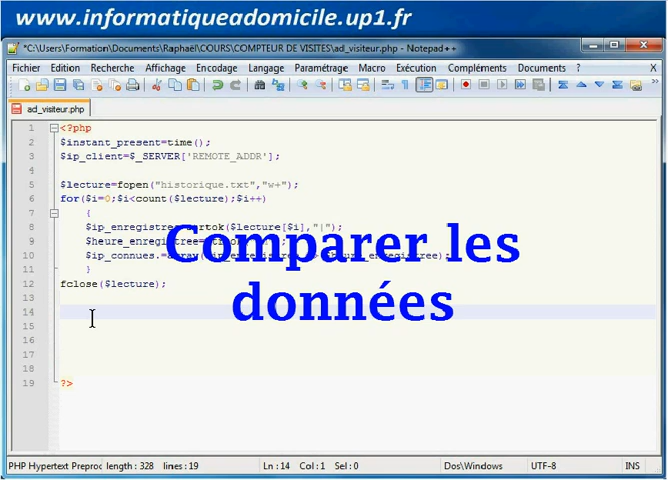 www.informatiqueadomicile.up1.fr
*C:\Users\Formation\Documents\Raphaël\COURS\COMPTEUR DE VISITES\ad_visiteur.php - Notepad++
Fichier Edition Recherche Affichage Encodage Langage Paramétrage Macro Exécution Compléments Documents ? X
ad_visiteur.php
1 <?php
2 $instant_present=time();
3 $ip_client=$_SERVER['REMOTE_ADDR'];
4
5 $lecture=fopen("historique.txt","w+");
6 for($i=0;$i<count($lecture);$i++)
7 {
8 $ip_enregistree=strtok($lecture[$i],"|");
9 $heure_enregistree=
10 $ip_connues.=
11 }
12 fclose($lecture);
13
14
15
16
17
18
19 ?>
Comparer les
données
PHP Hypertext Preproc length : 328 lines : 19 Ln : 14 Col : 1 Sel : 0 Dos\Windows UTF-8 INS